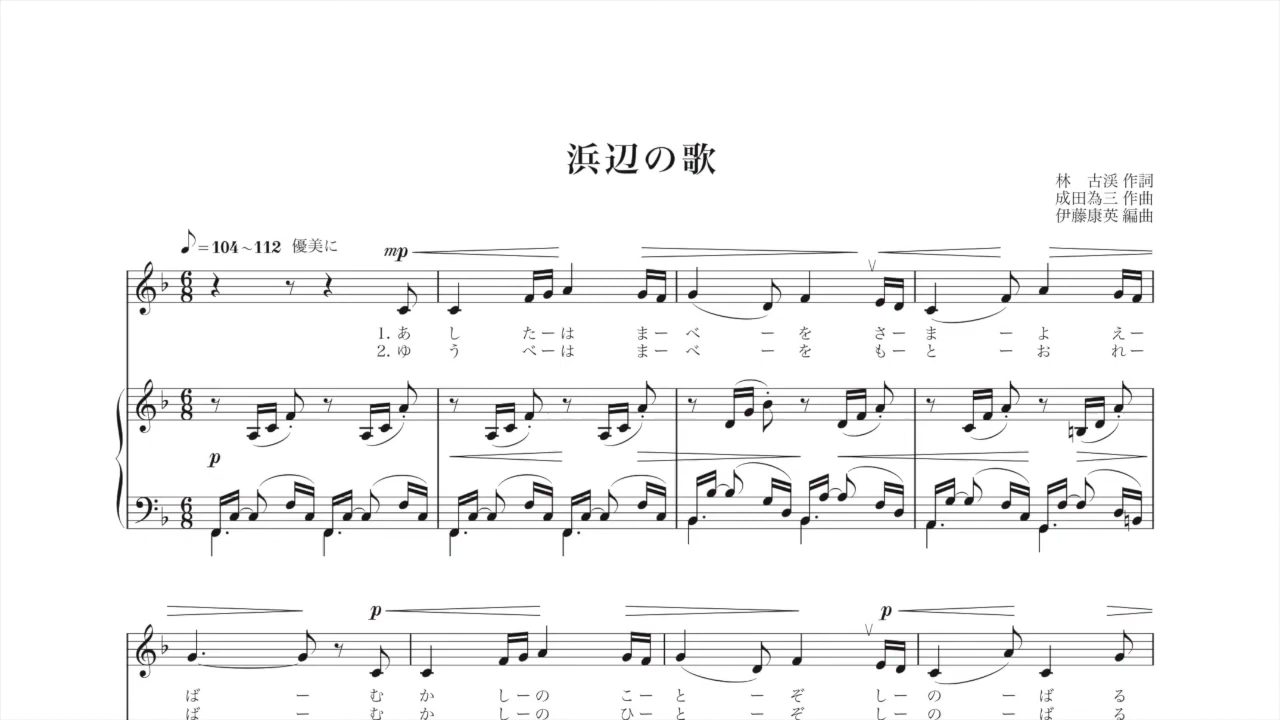 浜辺の歌
林　古渓 作詞
成田為三 作曲
伊藤康英 編曲
♪=104～112 優美に
mp
1. あ し た ー は ま ー べ ー を さ ー ま ー よ え ー
2. ゆ う べ ー は ま ー べ ー を も ー と ー お れ ー
p
p p
ば ー む か し ー の こ ー と ー ぞ し ー の ー ば る
ば ー む か し ー の ひ ー と ー ぞ し ー の ー ば る